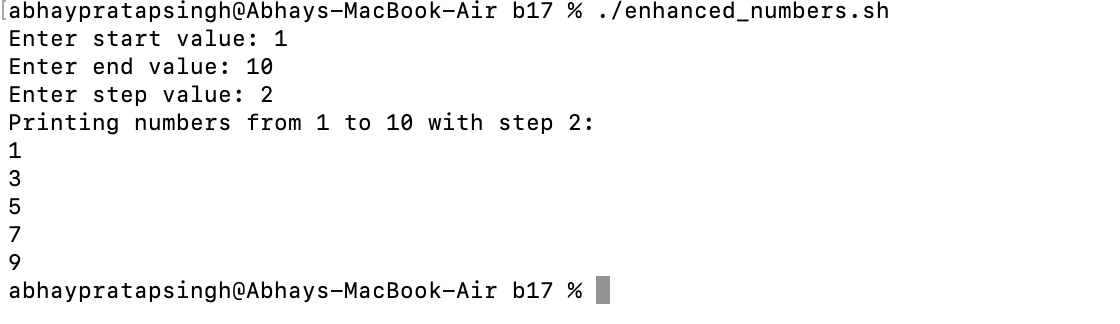 [abhaypratapsingh@Abhays-MacBook-Air b17 % ./enhanced_numbers.sh
Enter start value: 1
Enter end value: 10
Enter step value: 2
Printing numbers from 1 to 10 with step 2:
1
3
5
7
9
abhaypratapsingh@Abhays-MacBook-Air b17 %